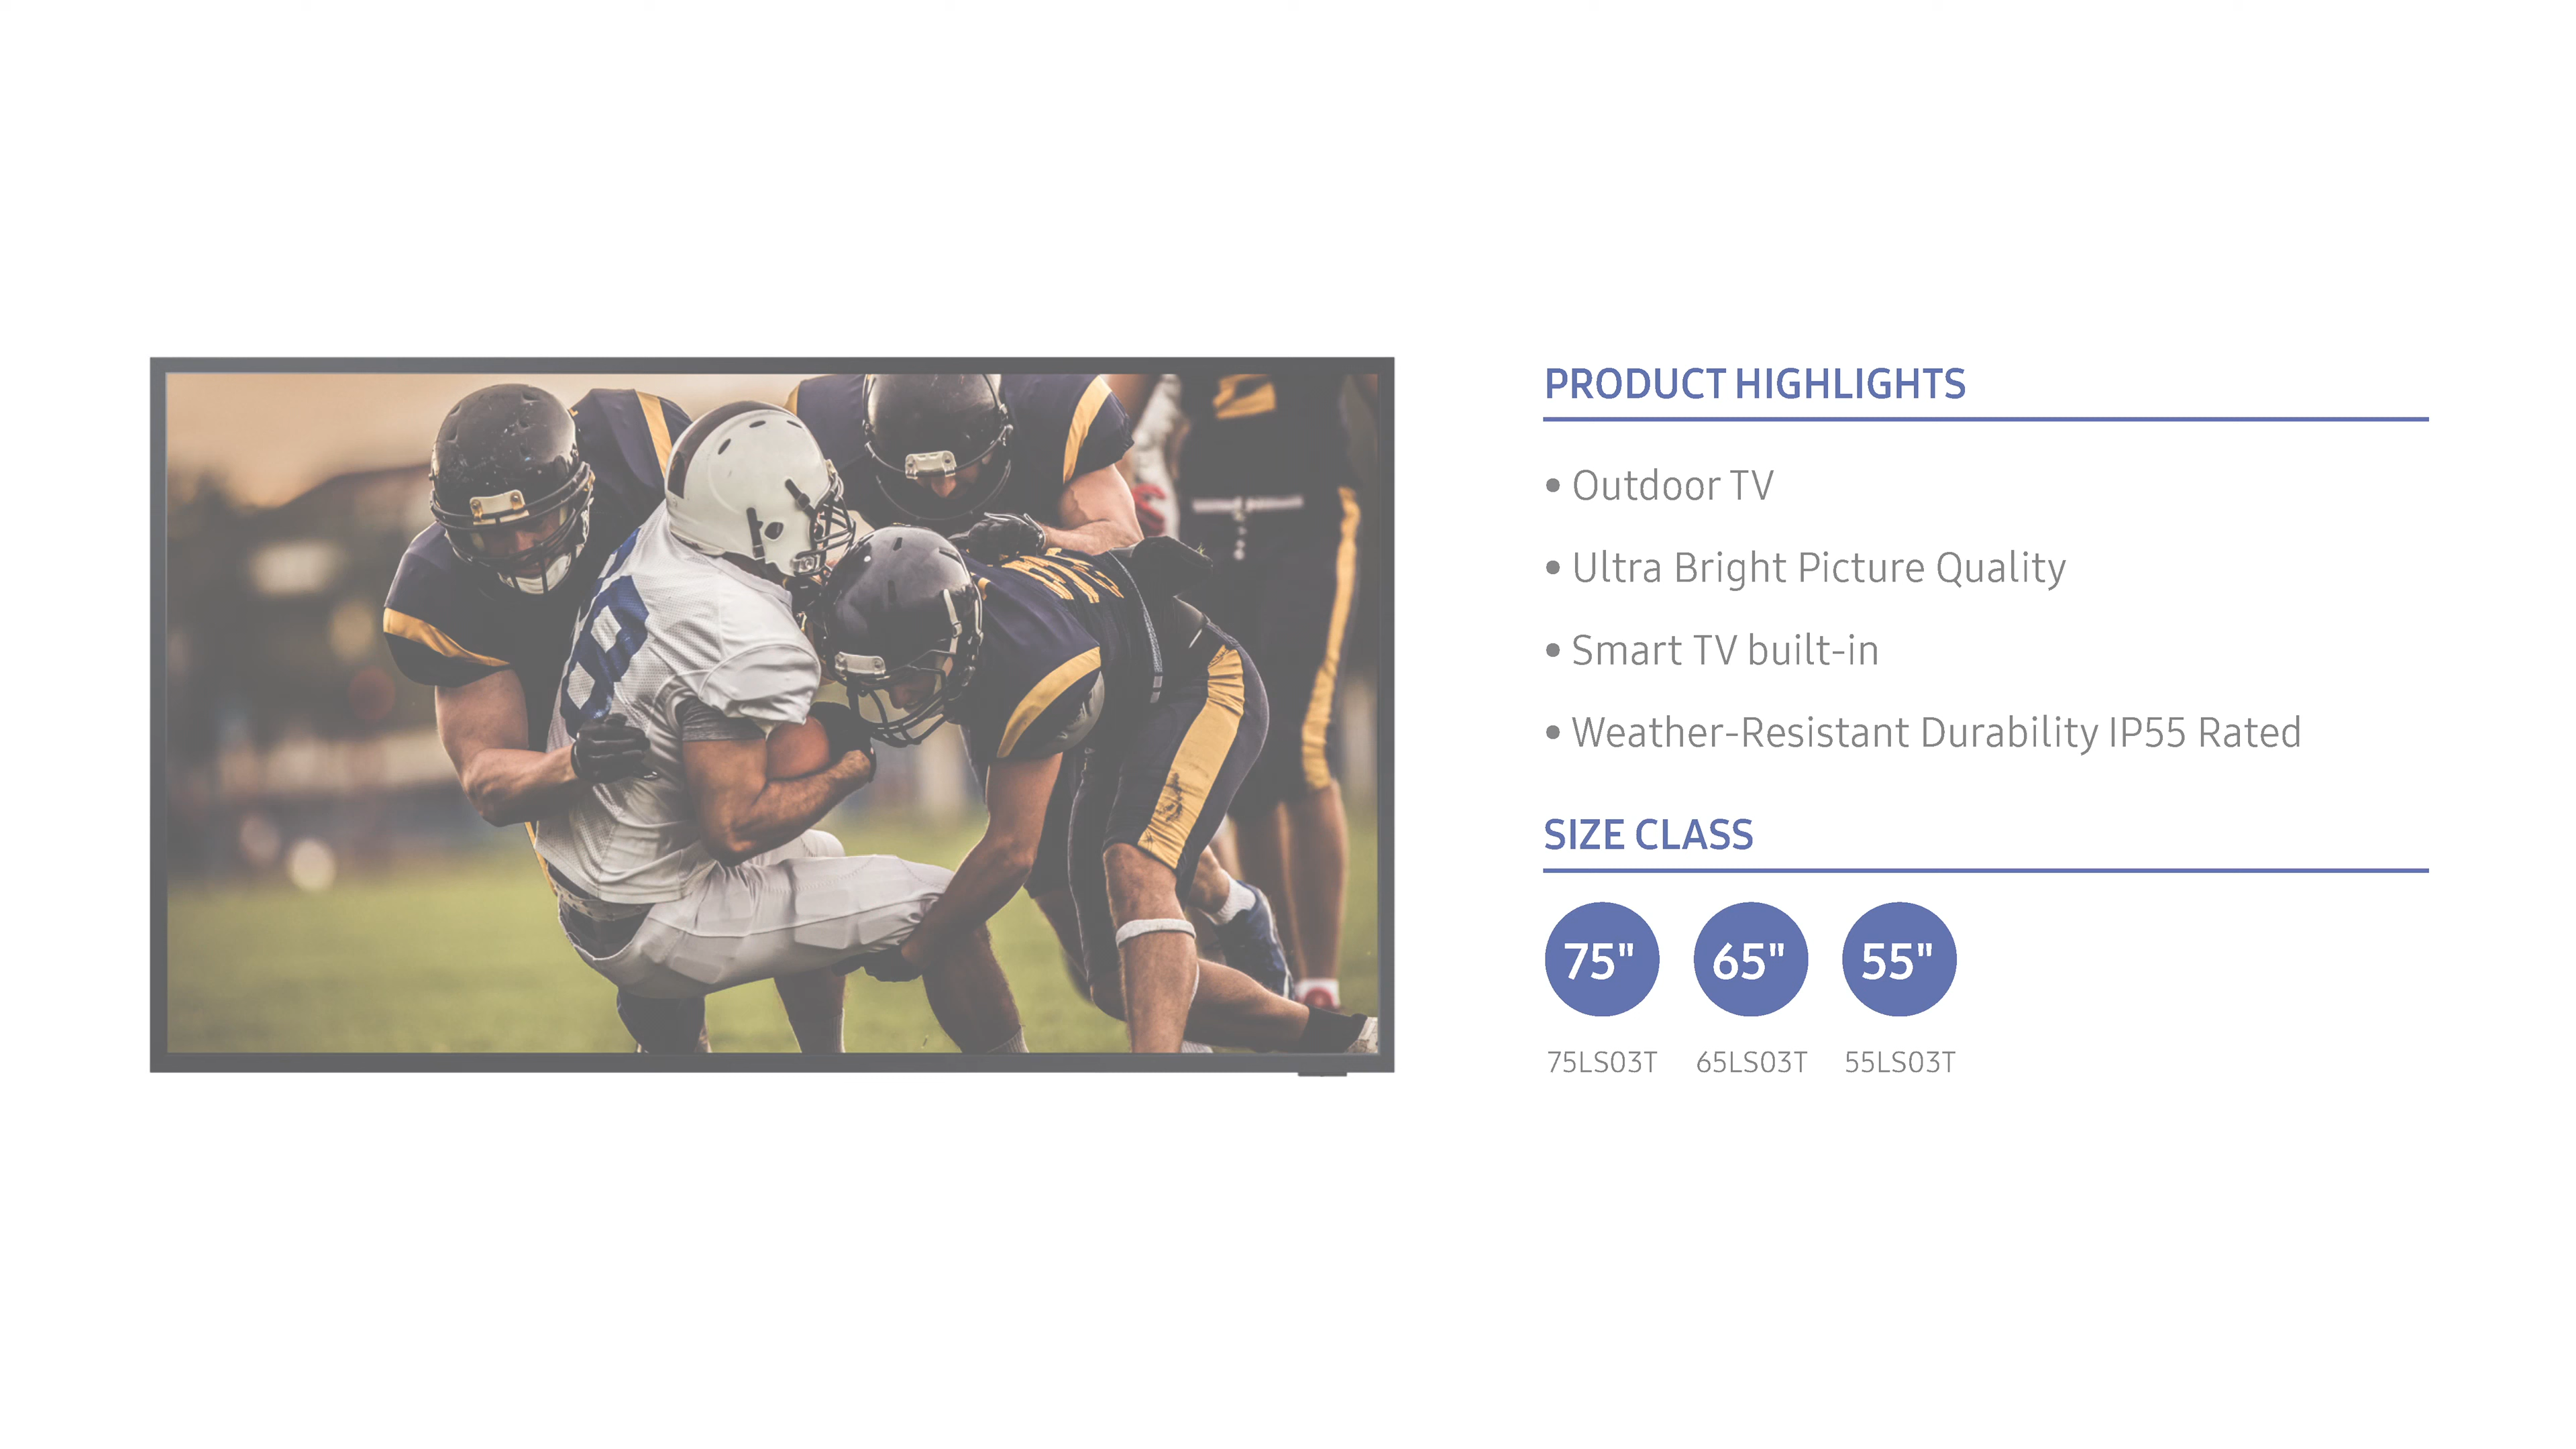 PRODUCT HIGHLIGHTS
• Outdoor TV
• Ultra Bright Picture Quality
• Smart TV built-in
• Weather-Resistant Durability IP55 Rated
SIZE CLASS
75" 65" 55"
75LS03T 65LS03T 55LS03T